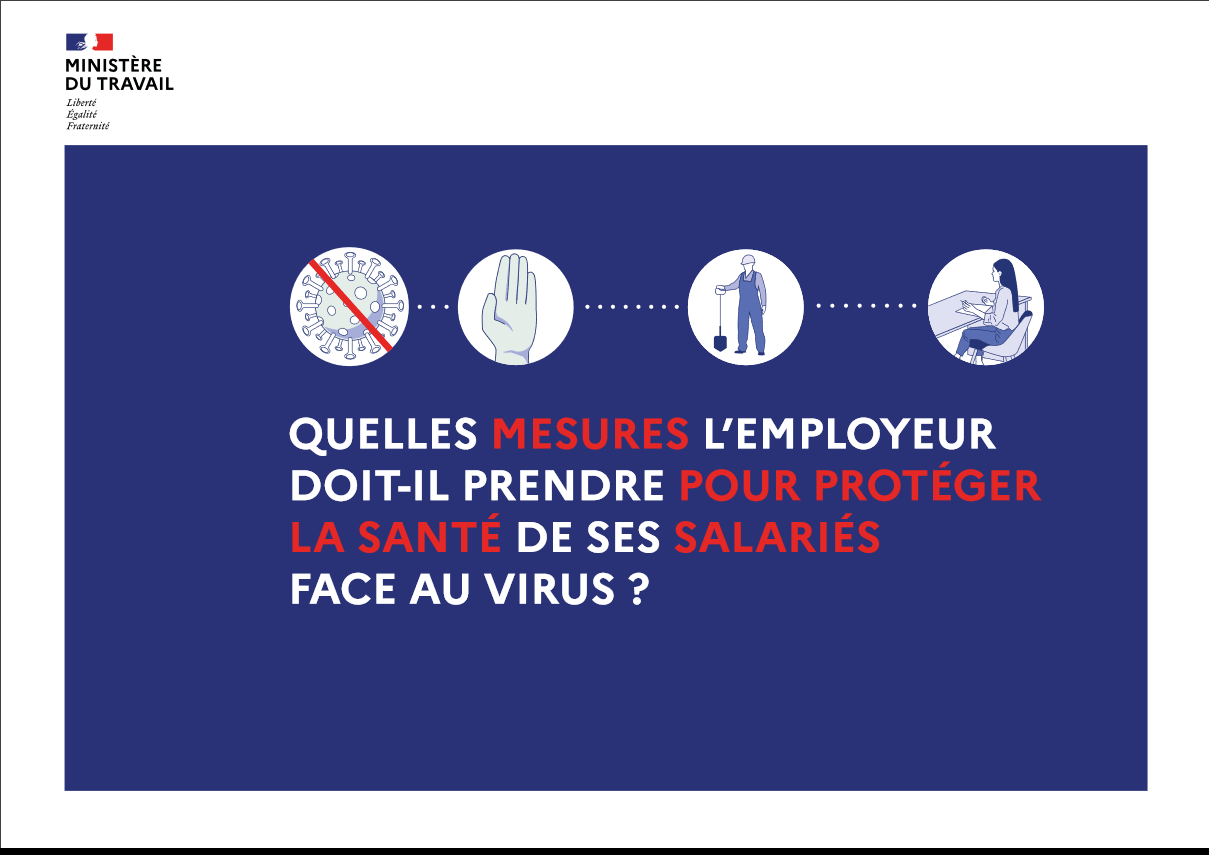 MINISTÈRE
DU TRAVAIL
Liberté
Égalité
Fraternité
QUELLES MESURES L’EMPLOYEUR
DOIT-IL PRENDRE POUR PROTÉGER
LA SANTÉ DE SES SALARIÉS
FACE AU VIRUS ?